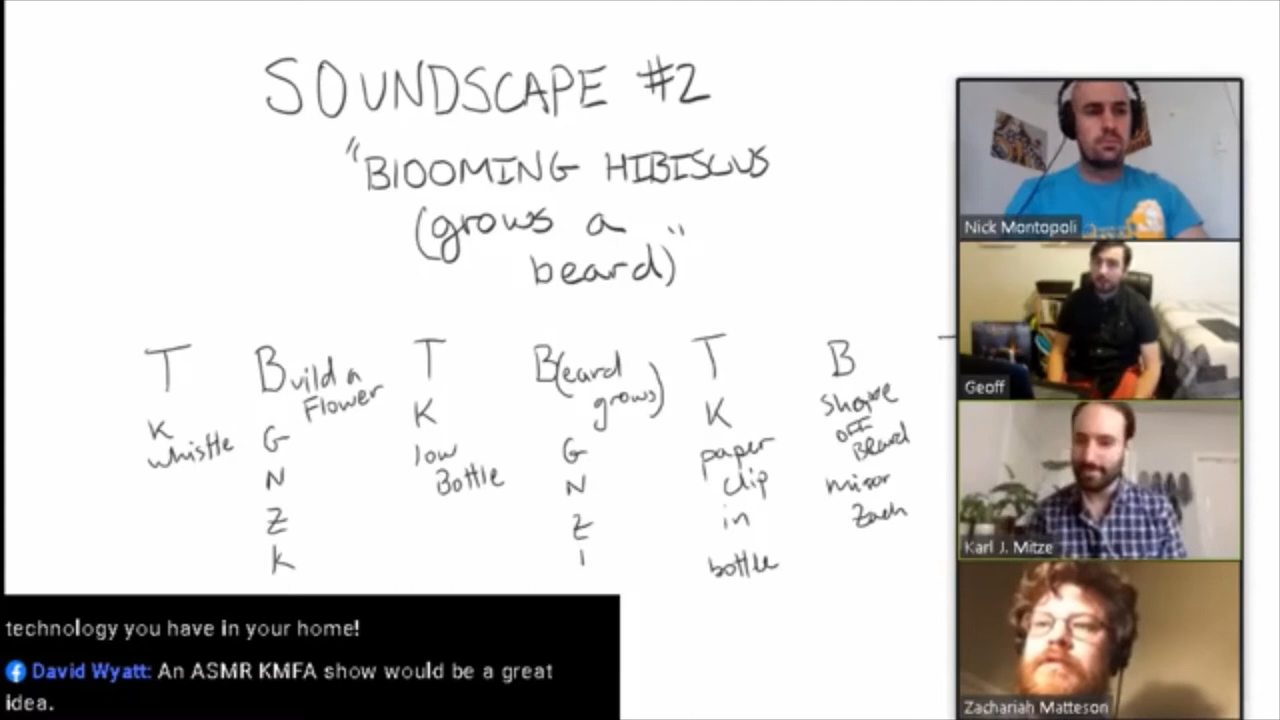 SOUNDSCAPE #2
"BLOOMING HIBISCUS
(grows a
beard)"
T
K
whistle
Build a
Flower
G
N
Z
K
T
K
low
Bottle
B(eard
grows)
G
N
Z
T
K
paper
clip
in
bottle
B
off
Beard
Zach
Nick Montopoli
Geoff
Karl J. Mitze
Zachariah Matteson
technology you have in your home!
David Wyatt: An ASMR KMFA show would be a great
idea.